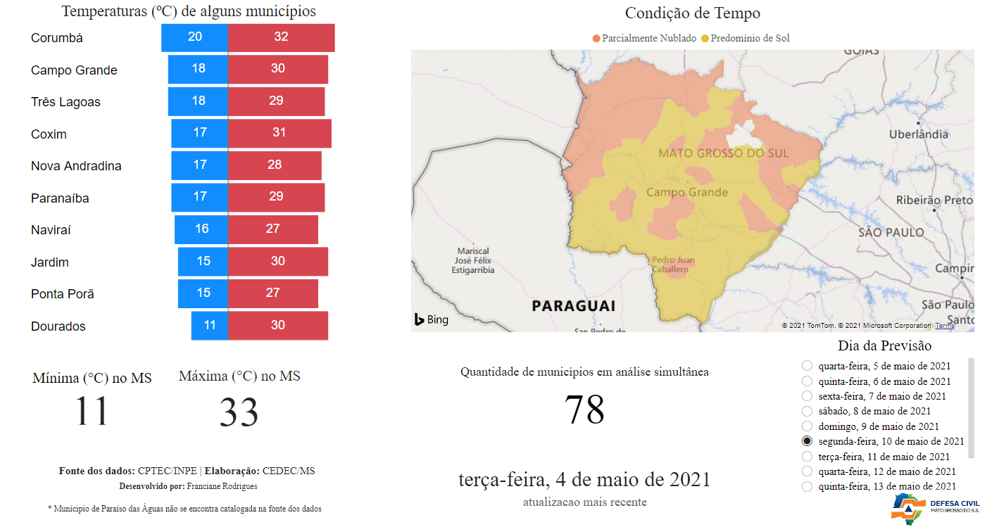 Temperaturas (ºC) de alguns municípios
Corumbá 20 32
Campo Grande 18 30
Três Lagoas 18 29
Coxim 17 31
Nova Andradina 17 28
Paranaíba 17 29
Naviraí 16 27
Jardim 15 30
Ponta Porã 15 27
Dourados 11 30
Mínima (°C) no MS
11
Máxima (°C) no MS
33
Fonte dos dados: CPTEC/INPE | Elaboração: CEDEC/MS
Desenvolvido por: Franciane Rodrigues
* Município de Paraíso das Águas não se encontra catalogada na fonte dos dados
Condição de Tempo
Parcialmente Nublado Predomínio de Sol
GOIÁS
Uberlândia
MATO GROSSO DO SUL
Campo Grande
Ribeirão Preto
SÃO PAULO
Mariscal
José Félix
Estigarribia
Pedro Juan
Caballero
Campin
PARAGUAI
São Paulo
Santo
Bing
San Pedro de
© 2021 TomTom, © 2021 Microsoft Corporation Terms
Quantidade de municípios em análise simultânea
78
terça-feira, 4 de maio de 2021
atualizacao mais recente
Dia da Previsão
quarta-feira, 5 de maio de 2021
quinta-feira, 6 de maio de 2021
sexta-feira, 7 de maio de 2021
sábado, 8 de maio de 2021
domingo, 9 de maio de 2021
segunda-feira, 10 de maio de 2021
terça-feira, 11 de maio de 2021
quarta-feira, 12 de maio de 2021
quinta-feira, 13 de maio de 2021
DEFESA CIVIL
MATO GROSSO DO SUL